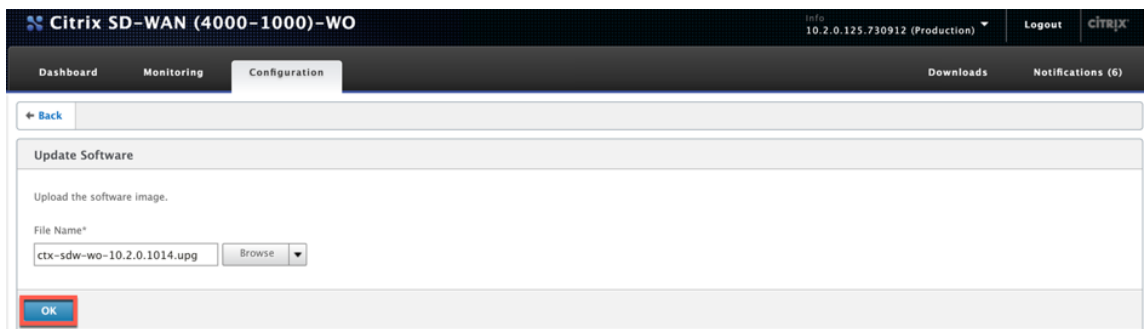 Citrix SD-WAN (4000-1000)-WO
Info
10.2.0.125.730912 (Production)
Logout
CITRIX
Dashboard Monitoring Configuration Downloads Notifications (6)
Back
Update Software
Upload the software image.
File Name*
ctx-sdw-wo-10.2.0.1014.upg Browse
OK